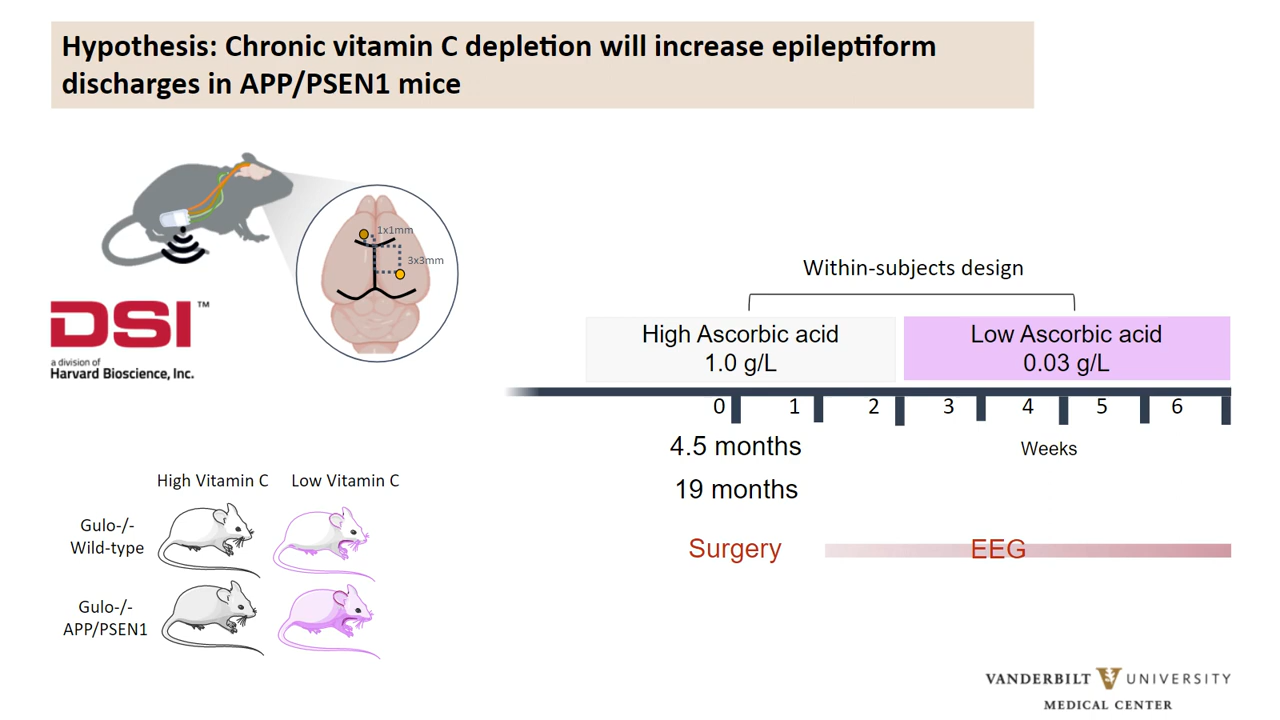 Hypothesis: Chronic vitamin C depletion will increase epileptiform
discharges in APP/PSEN1 mice
1x1mm
3x3mm
DSI™
a division of
Harvard Bioscience, Inc.
Within-subjects design
High Ascorbic acid
1.0 g/L
Low Ascorbic acid
0.03 g/L
0 1 2 3 4 5 6
4.5 months
Weeks
19 months
Surgery
EEG
High Vitamin C
Low Vitamin C
Gulo-/-
Wild-type
Gulo-/-
APP/PSEN1
VANDERBILT UNIVERSITY
MEDICAL CENTER